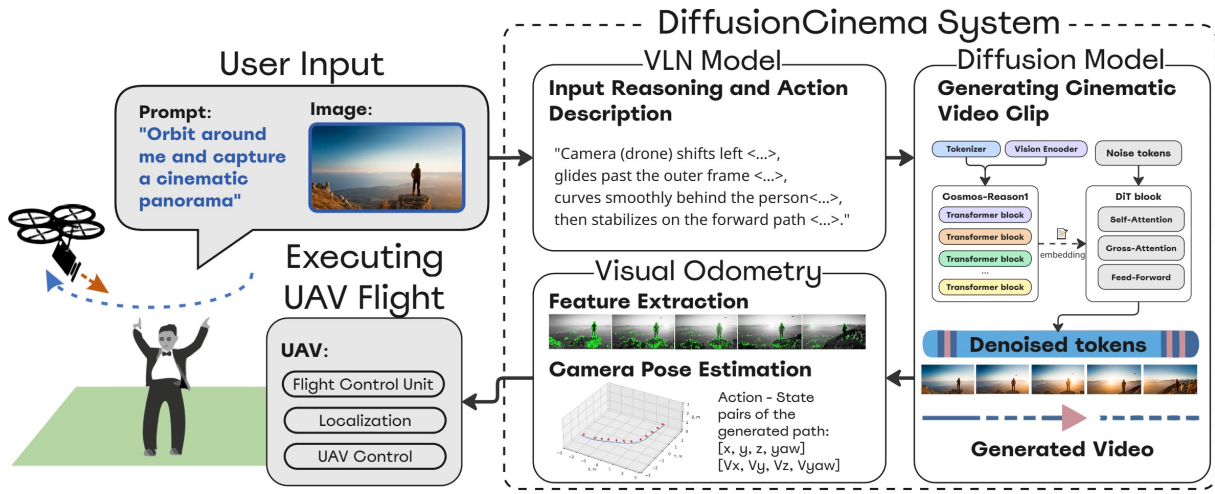 DiffusionCinema System
User Input
Prompt:
"Orbit around
me and capture
a cinematic
panorama"
Image:
VLN Model
Input Reasoning and Action
Description
"Camera (drone) shifts left <...>,
glides past the outer frame <...>,
curves smoothly behind the person<...>,
then stabilizes on the forward path <...>."
Diffusion Model
Generating Cinematic
Video Clip
Tokenizer
Vision Encoder
Noise tokens
Cosmos-Reason1
Transformer block
Transformer block
Transformer block
...
Transformer block
embedding
DiT block
Self-Attention
Cross-Attention
Feed-Forward
Denoised tokens
Generated Video
Visual Odometry
Feature Extraction
Camera Pose Estimation
Action - State
pairs of the
generated path:
[x, y, z, yaw]
[Vx, Vy, Vz, Vyaw]
Executing
UAV Flight
UAV:
Flight Control Unit
Localization
UAV Control